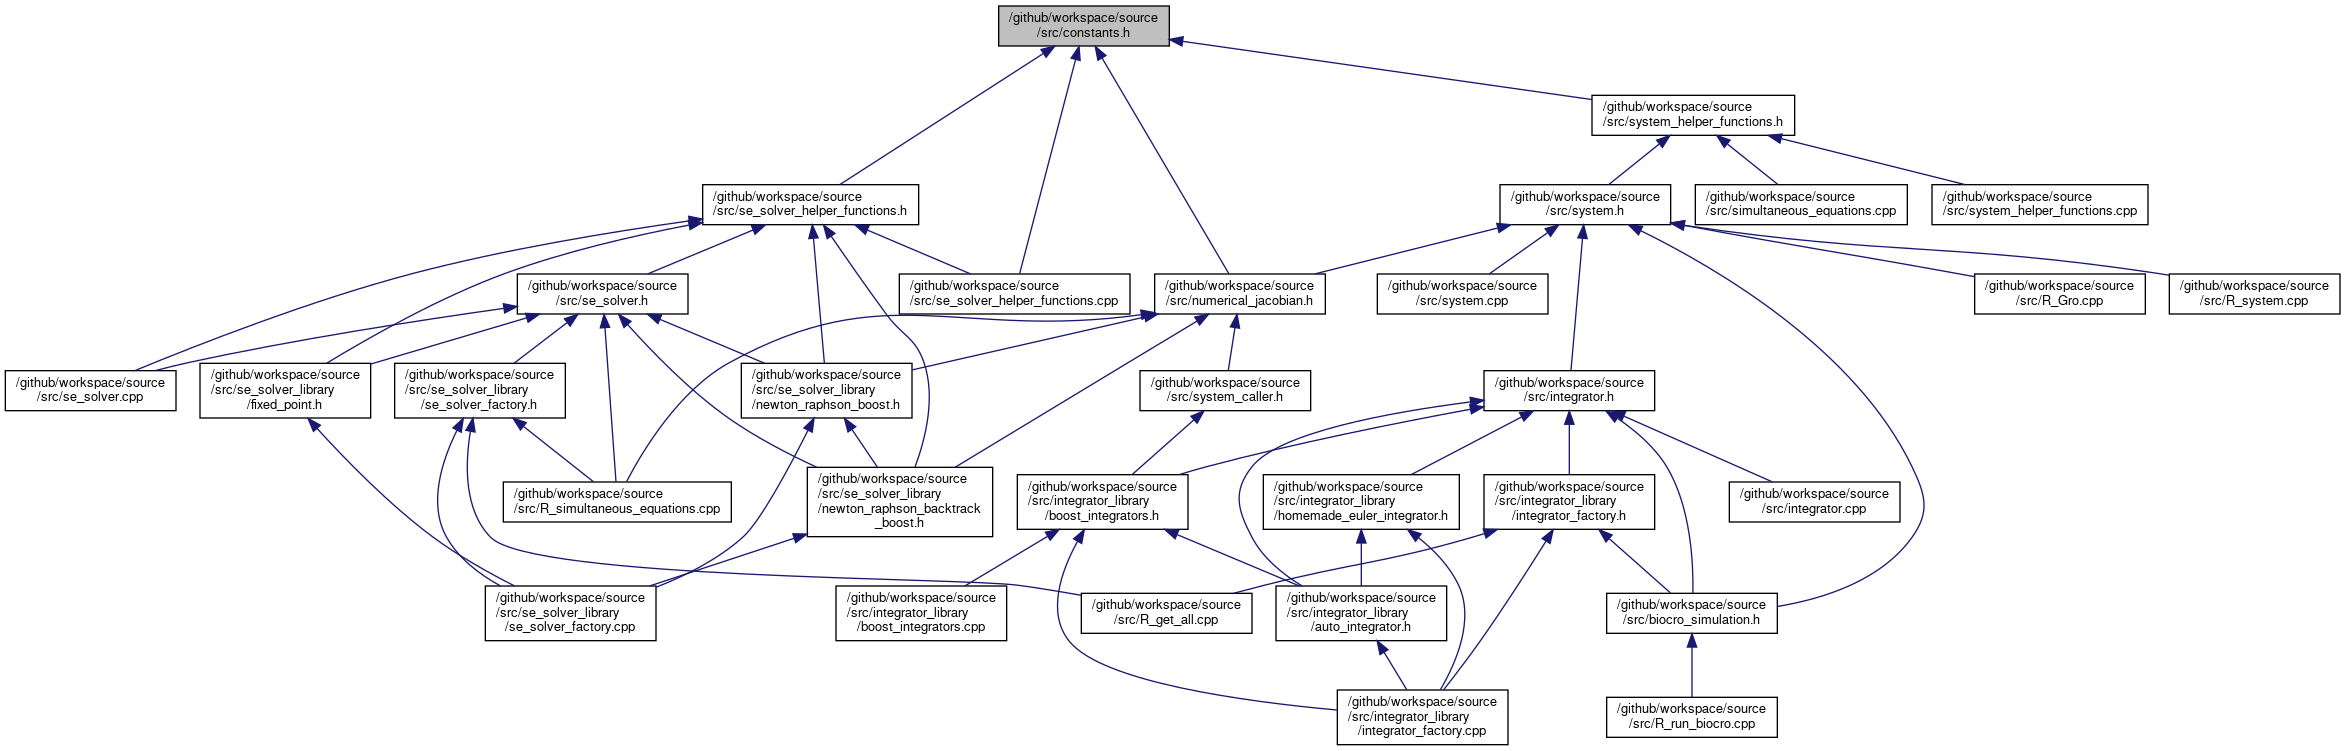 /github/workspace/source
/src/constants.h
/github/workspace/source
/src/system_helper_functions.h
/github/workspace/source
/src/se_solver_helper_functions.h
/github/workspace/source
/src/system.h
/github/workspace/source
/src/simultaneous_equations.cpp
/github/workspace/source
/src/system_helper_functions.cpp
/github/workspace/source
/src/se_solver.h
/github/workspace/source
/src/se_solver_helper_functions.cpp
/github/workspace/source
/src/numerical_jacobian.h
/github/workspace/source
/src/system.cpp
/github/workspace/source
/src/R_Gro.cpp
/github/workspace/source
/src/R_system.cpp
/github/workspace/source
/src/se_solver.cpp
/github/workspace/source
/src/se_solver_library
/fixed_point.h
/github/workspace/source
/src/se_solver_library
/se_solver_factory.h
/github/workspace/source
/src/se_solver_library
/newton_raphson_boost.h
/github/workspace/source
/src/system_caller.h
/github/workspace/source
/src/integrator.h
/github/workspace/source
/src/R_simultaneous_equations.cpp
/github/workspace/source
/src/se_solver_library
/newton_raphson_backtrack
_boost.h
/github/workspace/source
/src/integrator_library
/boost_integrators.h
/github/workspace/source
/src/integrator_library
/homemade_euler_integrator.h
/github/workspace/source
/src/integrator_library
/integrator_factory.h
/github/workspace/source
/src/integrator.cpp
/github/workspace/source
/src/se_solver_library
/se_solver_factory.cpp
/github/workspace/source
/src/integrator_library
/boost_integrators.cpp
/github/workspace/source
/src/R_get_all.cpp
/github/workspace/source
/src/integrator_library
/auto_integrator.h
/github/workspace/source
/src/biocro_simulation.h
/github/workspace/source
/src/integrator_library
/integrator_factory.cpp
/github/workspace/source
/src/R_run_biocro.cpp